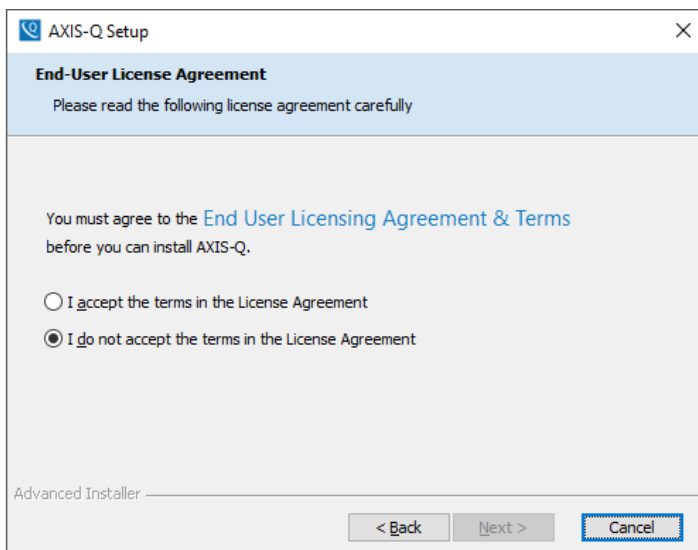 AXIS-Q Setup
End-User License Agreement
Please read the following license agreement carefully
You must agree to the End User Licensing Agreement & Terms
before you can install AXIS-Q.
I accept the terms in the License Agreement
I do not accept the terms in the License Agreement
Advanced Installer
< Back Next > Cancel